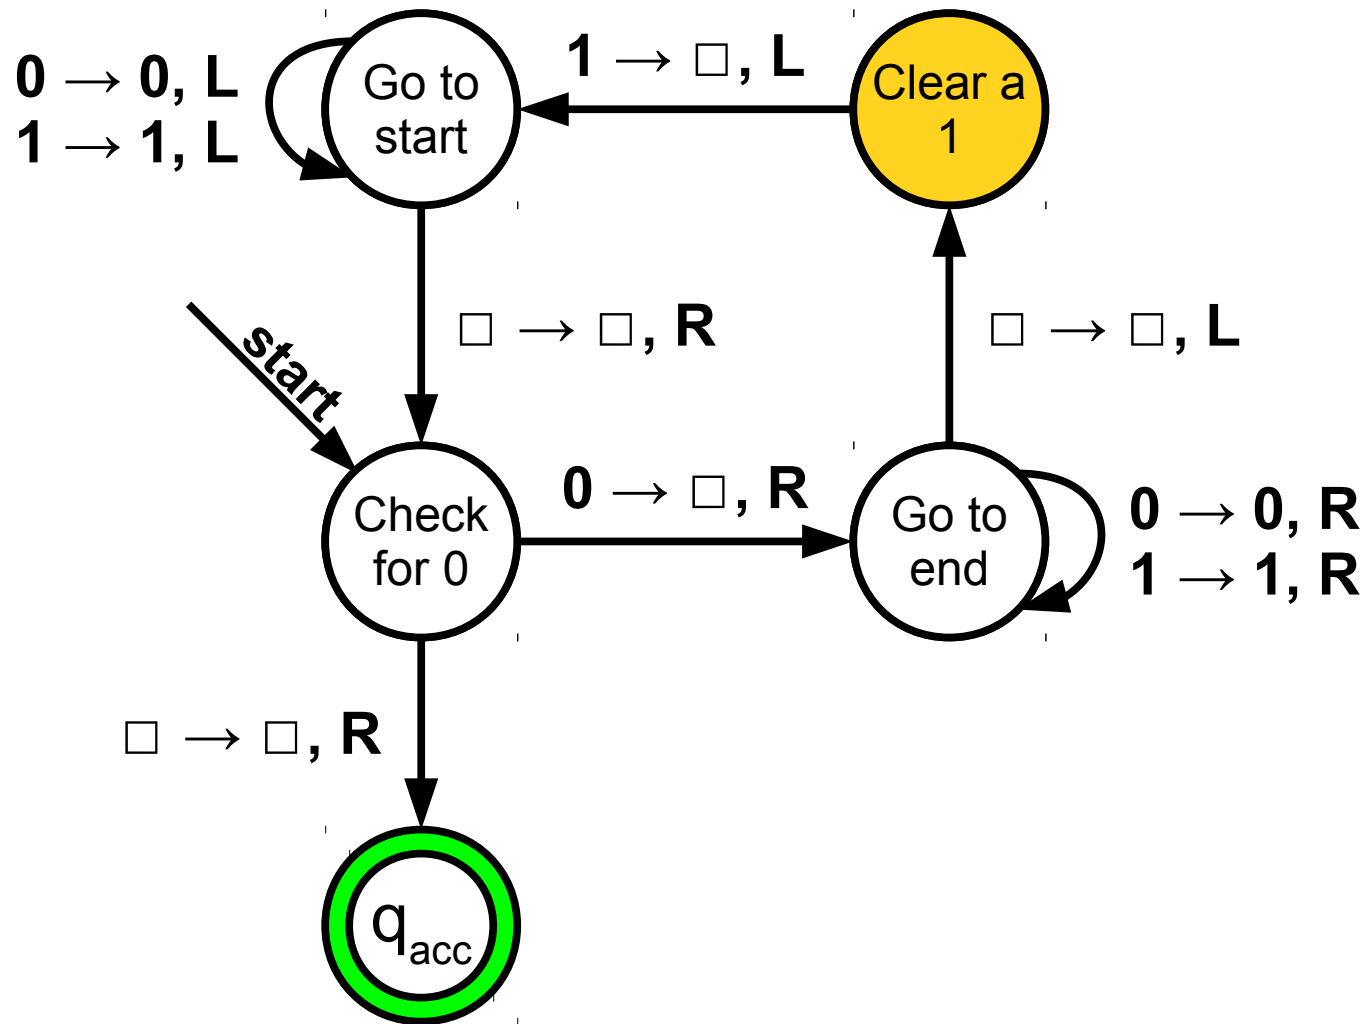 0 → 0, L
1 → 1, L
Go to
start
1 → □, L
Clear a
1
□ → □, R
□ → □, L
start
Check
for 0
0 → □, R
Go to
end
0 → 0, R
1 → 1, R
□ → □, R
qacc